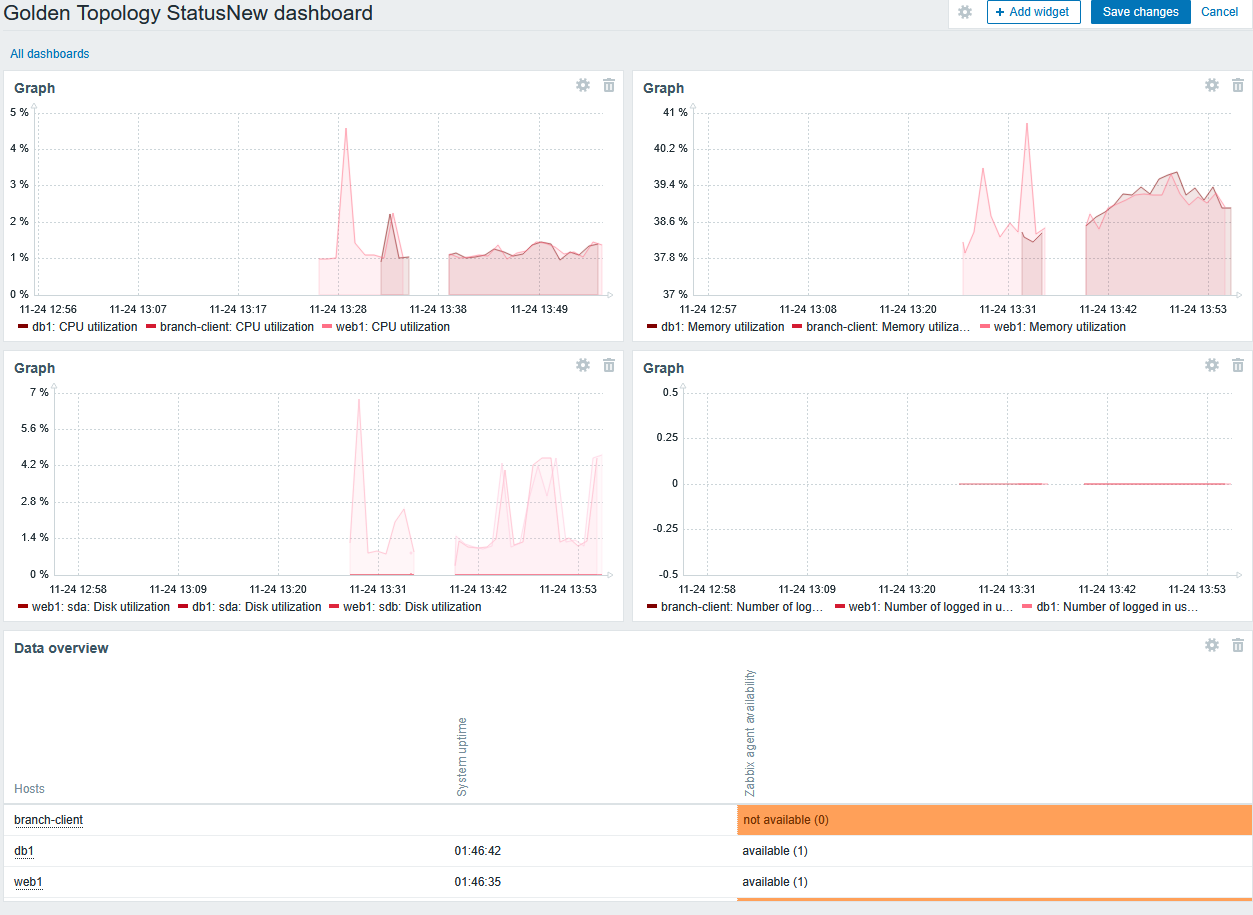 Golden Topology StatusNew dashboard
+ Add widget
Save changes
Cancel
All dashboards
Graph
5 %
4 %
3 %
2 %
1 %
0 %
11-24 12:56 11-24 13:07 11-24 13:17 11-24 13:28 11-24 13:38 11-24 13:49
db1: CPU utilization branch-client: CPU utilization web1: CPU utilization
Graph
41 %
40.2 %
39.4 %
38.6 %
37.8 %
37 %
11-24 12:57 11-24 13:08 11-24 13:20 11-24 13:31 11-24 13:42 11-24 13:53
db1: Memory utilization branch-client: Memory utiliza... web1: Memory utilization
Graph
7 %
5.6 %
4.2 %
2.8 %
1.4 %
0 %
11-24 12:58 11-24 13:09 11-24 13:20 11-24 13:31 11-24 13:42 11-24 13:53
web1: sda: Disk utilization db1: sda: Disk utilization web1: sdb: Disk utilization
Graph
0.5
0.25
0
-0.25
-0.5
11-24 12:58 11-24 13:09 11-24 13:20 11-24 13:31 11-24 13:42 11-24 13:53
branch-client: Number of log... web1: Number of logged in u... db1: Number of logged in us...
Data overview
Hosts System uptime Zabbix agent availability
branch-client not available (0)
db1 01:46:42 available (1)
web1 01:46:35 available (1)